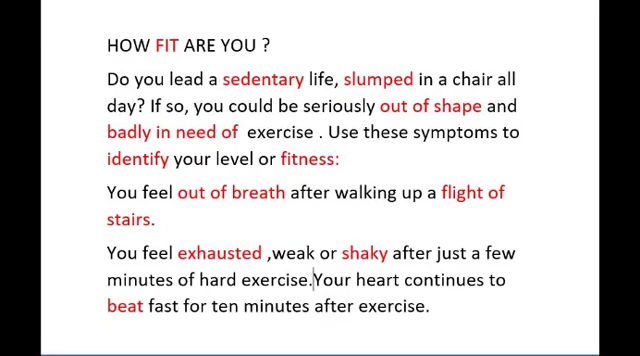 HOW FIT ARE YOU ?
Do you lead a sedentary life, slumped in a chair all
day? If so, you could be seriously out of shape and
badly in need of  exercise . Use these symptoms to
identify your level or fitness:
You feel out of breath after walking up a flight of
stairs.
You feel exhausted ,weak or shaky after just a few
minutes of hard exercise.Your heart continues to
beat fast for ten minutes after exercise.